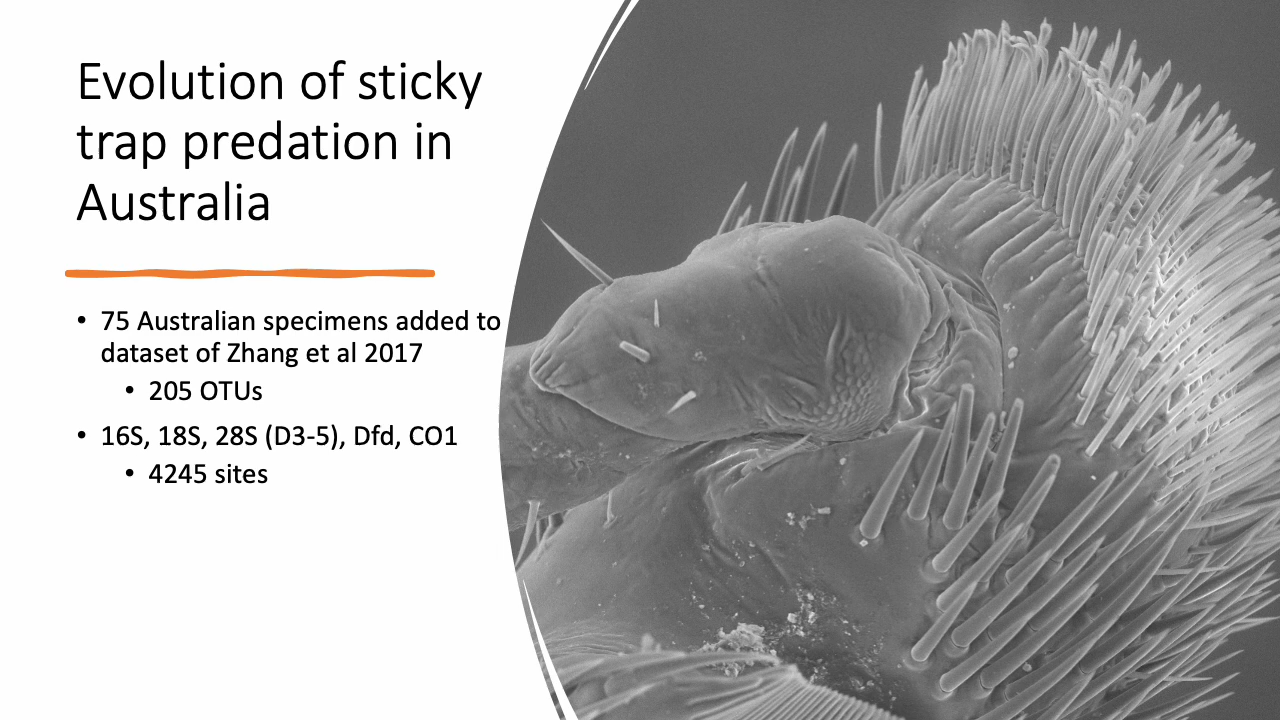 Evolution of sticky
trap predation in
Australia
• 75 Australian specimens added to
dataset of Zhang et al 2017
• 205 OTUs
• 16S, 18S, 28S (D3-5), Dfd, CO1
• 4245 sites